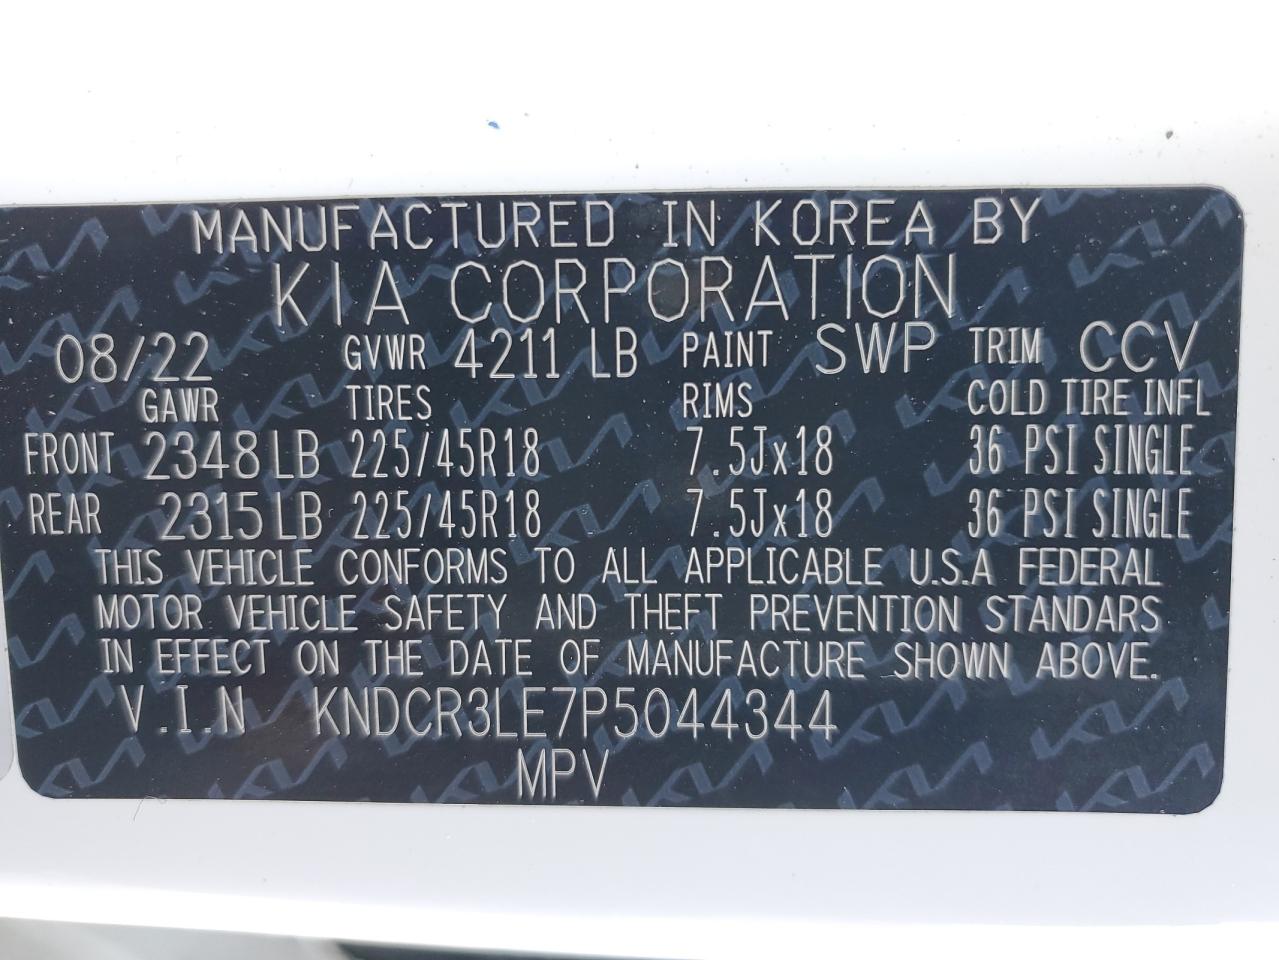 MANUFACTURED IN KOREA BY
KIA CORPORATION
08/22 GVWR 4211 LB PAINT SWP TRIM CCV
GAWR TIRES RIMS COLD TIRE INFL
FRONT 2348 LB 225/45R18 7.5Jx18 36 PSI SINGLE
REAR 2315 LB 225/45R18 7.5Jx18 36 PSI SINGLE
THIS VEHICLE CONFORMS TO ALL APPLICABLE U.S.A FEDERAL
MOTOR VEHICLE SAFETY AND THEFT PREVENTION STANDARS
IN EFFECT ON THE DATE OF MANUFACTURE SHOWN ABOVE.
V.I.N KNDCR3LE7P5044344
MPV